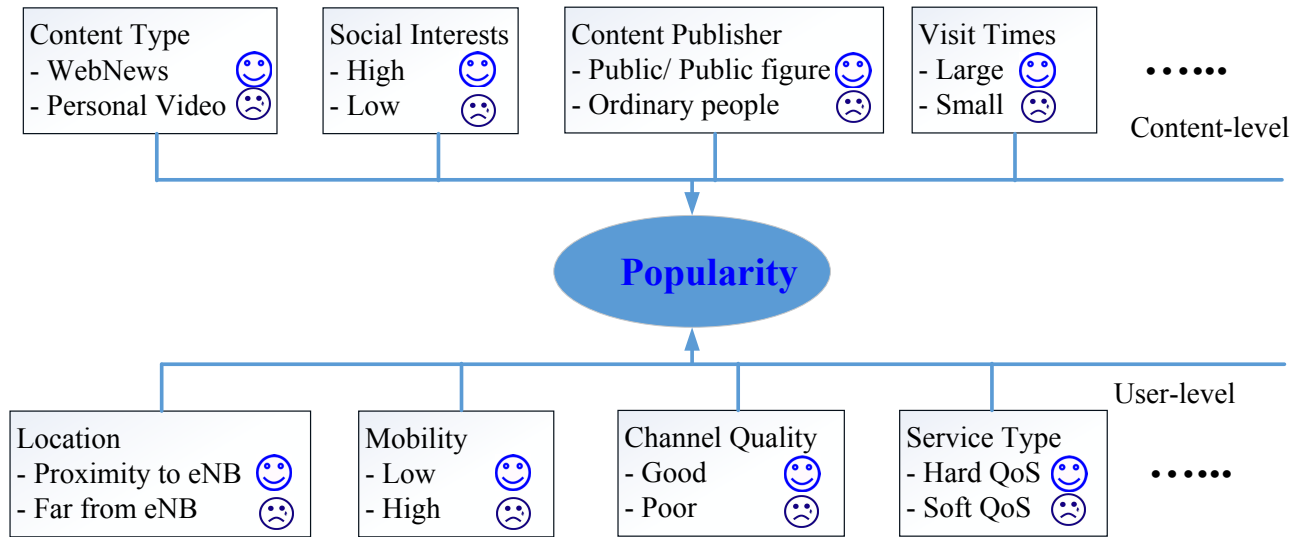 Content Type
- WebNews
- Personal Video
Social Interests
- High
- Low
Content Publisher
- Public/ Public figure
- Ordinary people
Visit Times
- Large
- Small
......
Content-level
Popularity
User-level
Location
- Proximity to eNB
- Far from eNB
Mobility
- Low
- High
Channel Quality
- Good
- Poor
Service Type
- Hard QoS
- Soft QoS
......